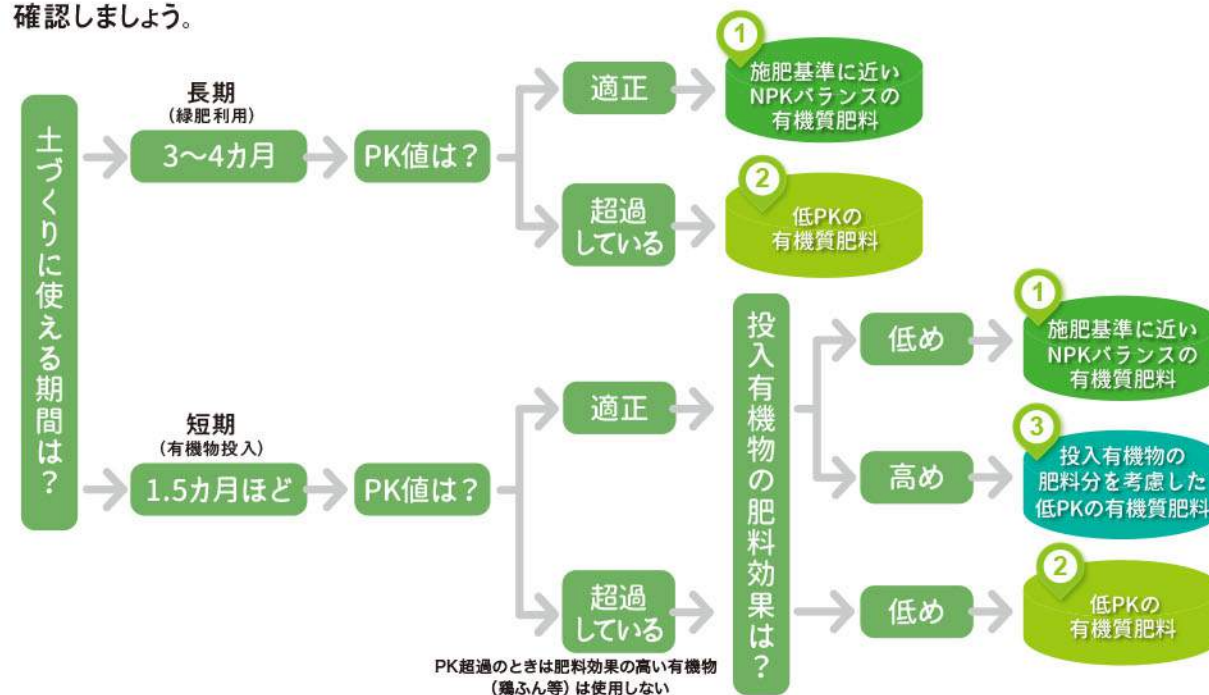 確認しましょう。
土づくりに使える期間は？
長期
（緑肥利用）
3〜4カ月
PK値は？
適正
1
施肥基準に近い
NPKバランスの
有機質肥料
超過
している
2
低PKの
有機質肥料
短期
（有機物投入）
1.5カ月ほど
PK値は？
適正
超過
している
PK超過のときは肥料効果の高い有機物
（鶏ふん等）は使用しない
投入有機物の肥料効果は？
低め
1
施肥基準に近い
NPKバランスの
有機質肥料
高め
3
投入有機物の
肥料分を考慮した
低PKの有機質肥料
低め
2
低PKの
有機質肥料